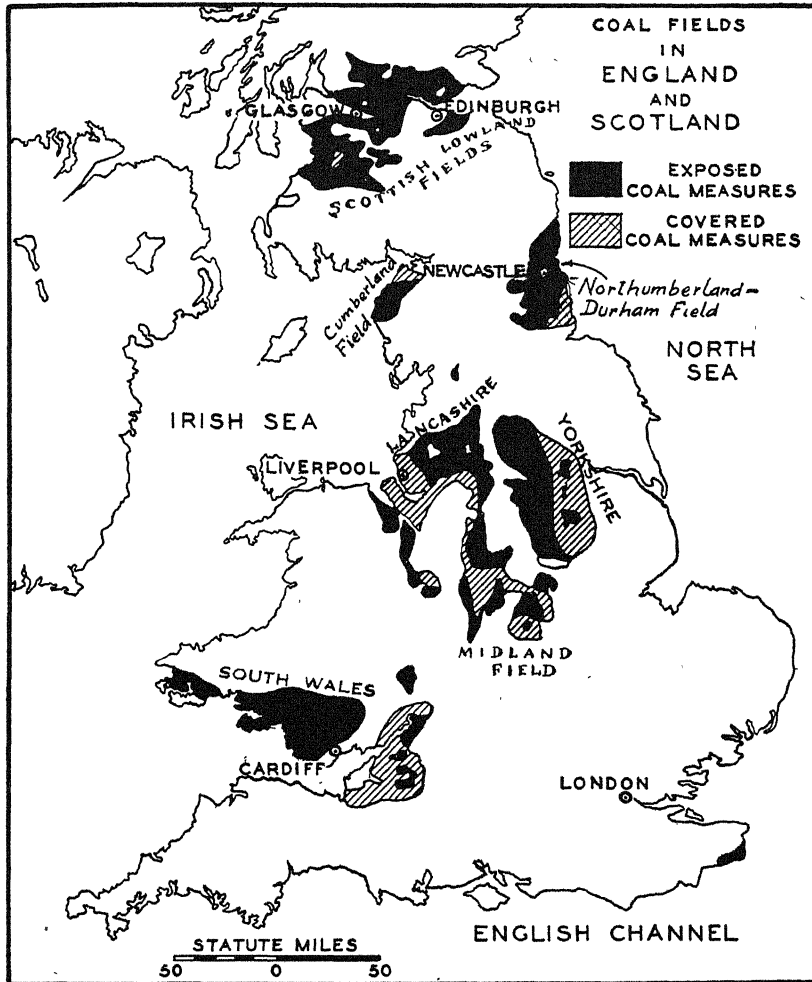 COAL FIELDS
IN
ENGLAND
AND
SCOTLAND
EXPOSED
COAL MEASURES
COVERED
COAL MEASURES
GLASGOW
EDINBURGH
SCOTTISH LOWLAND
FIELDS
NEWCASTLE
Northumberland-
Durham Field
Cumberland
Field
NORTH
SEA
IRISH SEA
LANCASHIRE
YORKSHIRE
LIVERPOOL
MIDLAND
FIELD
SOUTH WALES
CARDIFF
LONDON
ENGLISH CHANNEL
STATUTE MILES
50 0 50